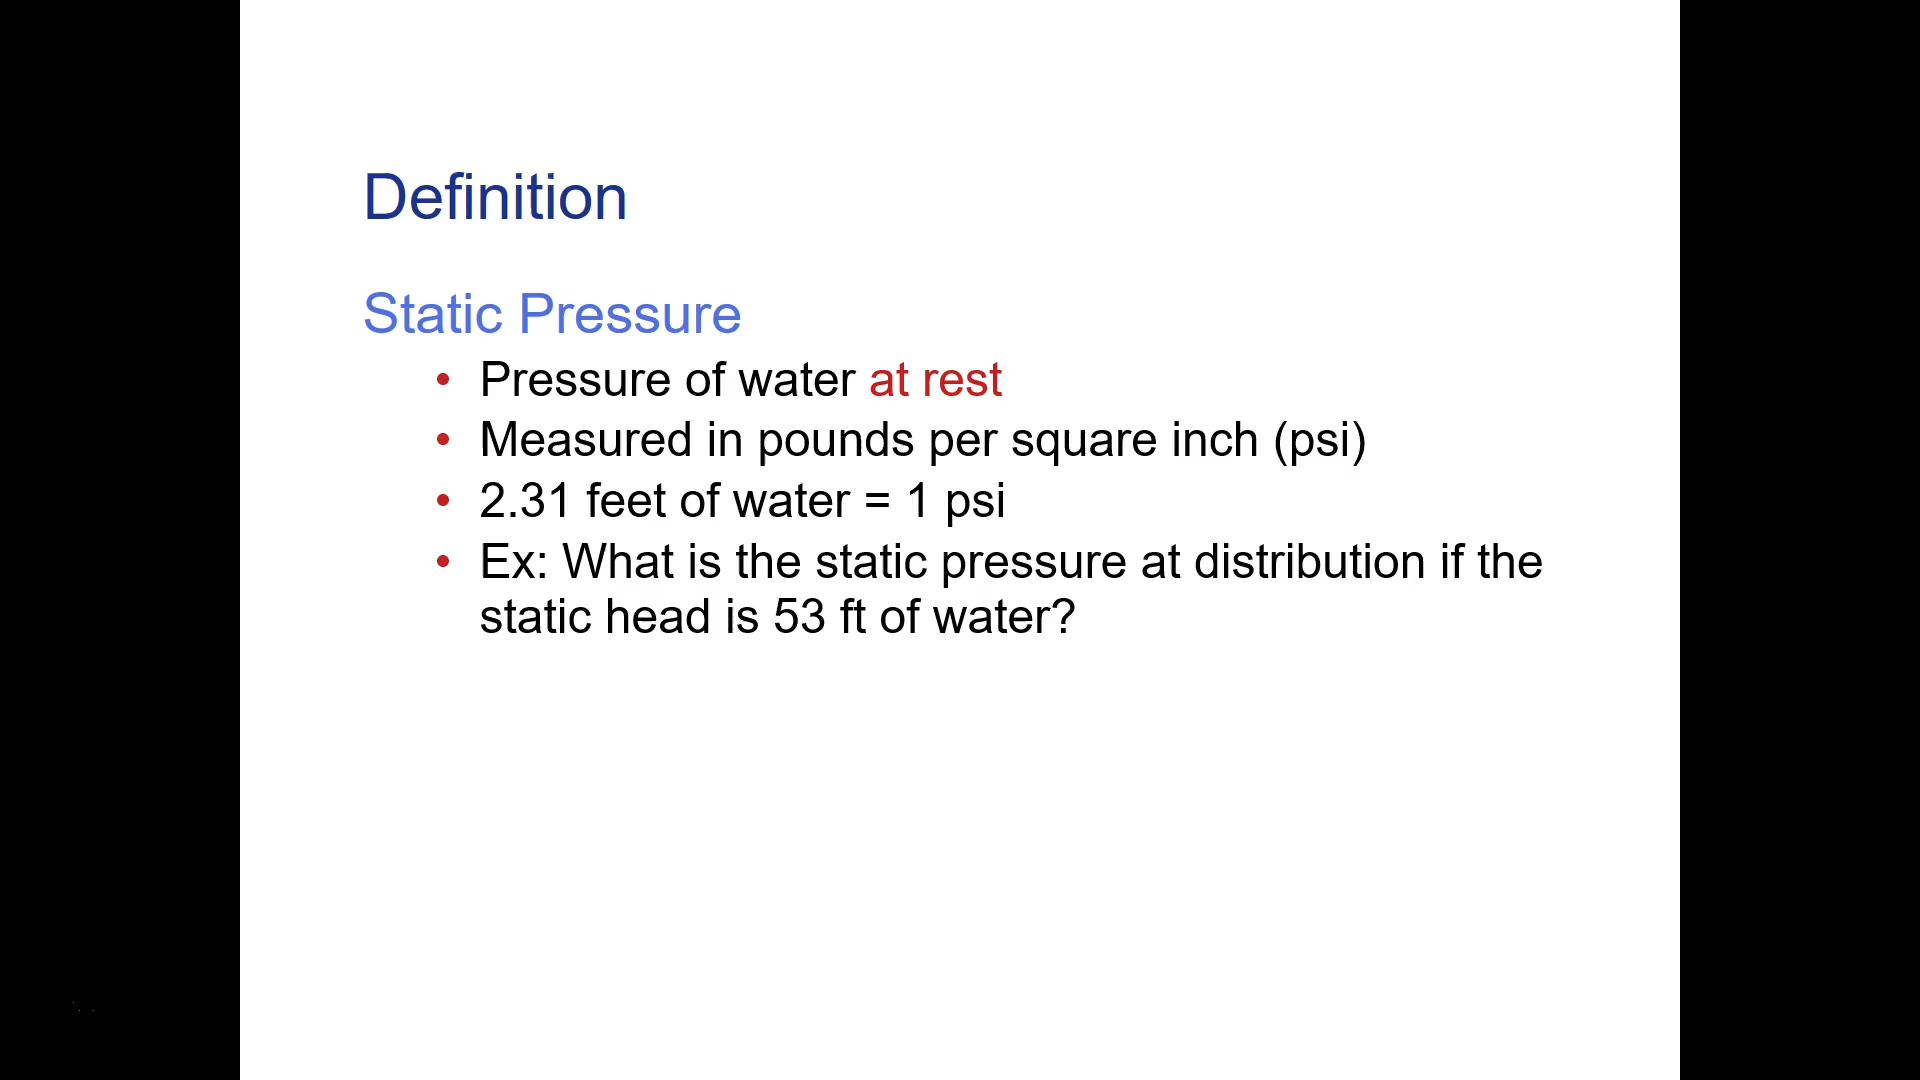 Definition
Static Pressure
• Pressure of water at rest
• Measured in pounds per square inch (psi)
• 2.31 feet of water = 1 psi
• Ex: What is the static pressure at distribution if the
static head is 53 ft of water?